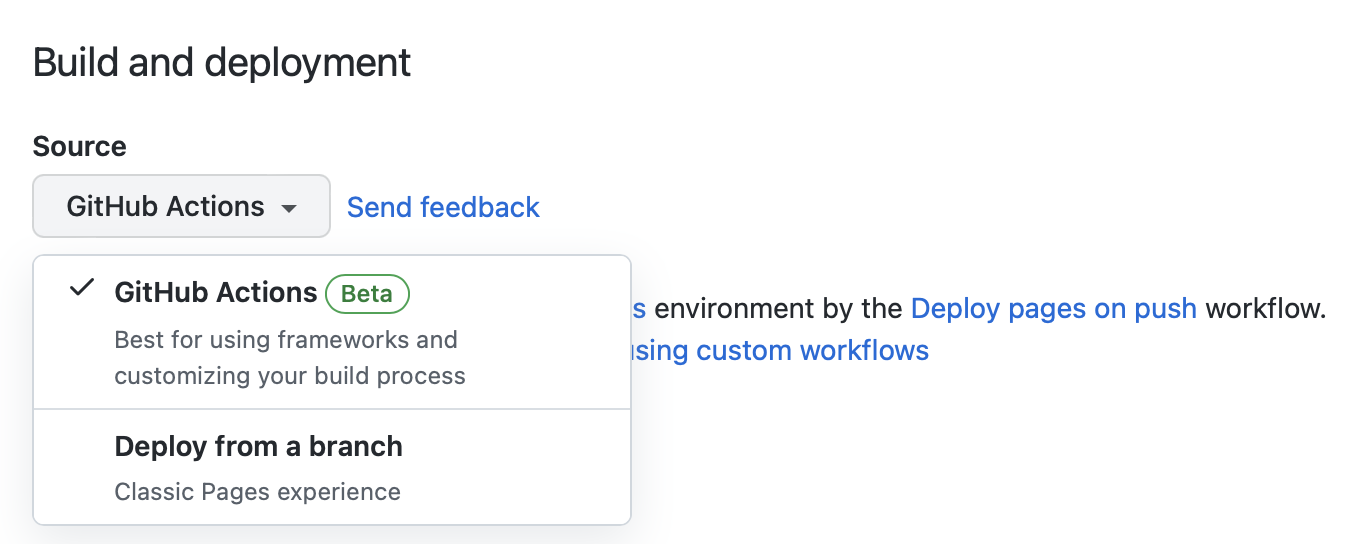 Build and deployment
Source
GitHub Actions
Send feedback
GitHub Actions Beta
Best for using frameworks and
customizing your build process
environment by the Deploy pages on push workflow.
custom workflows
Deploy from a branch
Classic Pages experience